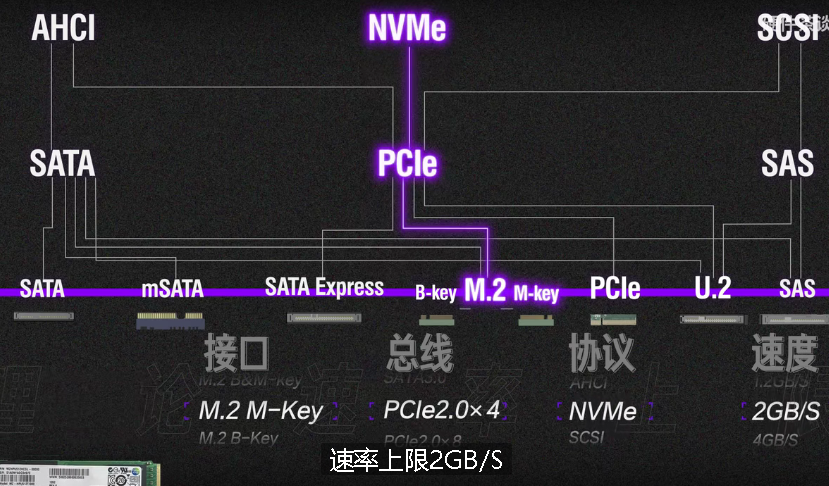 AHCI NVMe SCSI
SATA PCIe SAS
SATA mSATA SATA Express B-key M.2 M-key PCIe U.2 SAS
接口 总线 协议 速度
M.2 B&M-key SATA3.0 AHCI 1.2GB/S
M.2 M-Key PCIe2.0×4 NVMe 2GB/S
M.2 B-Key PCIe2.0×8 SCSI 4GB/S
速率上限2GB/S